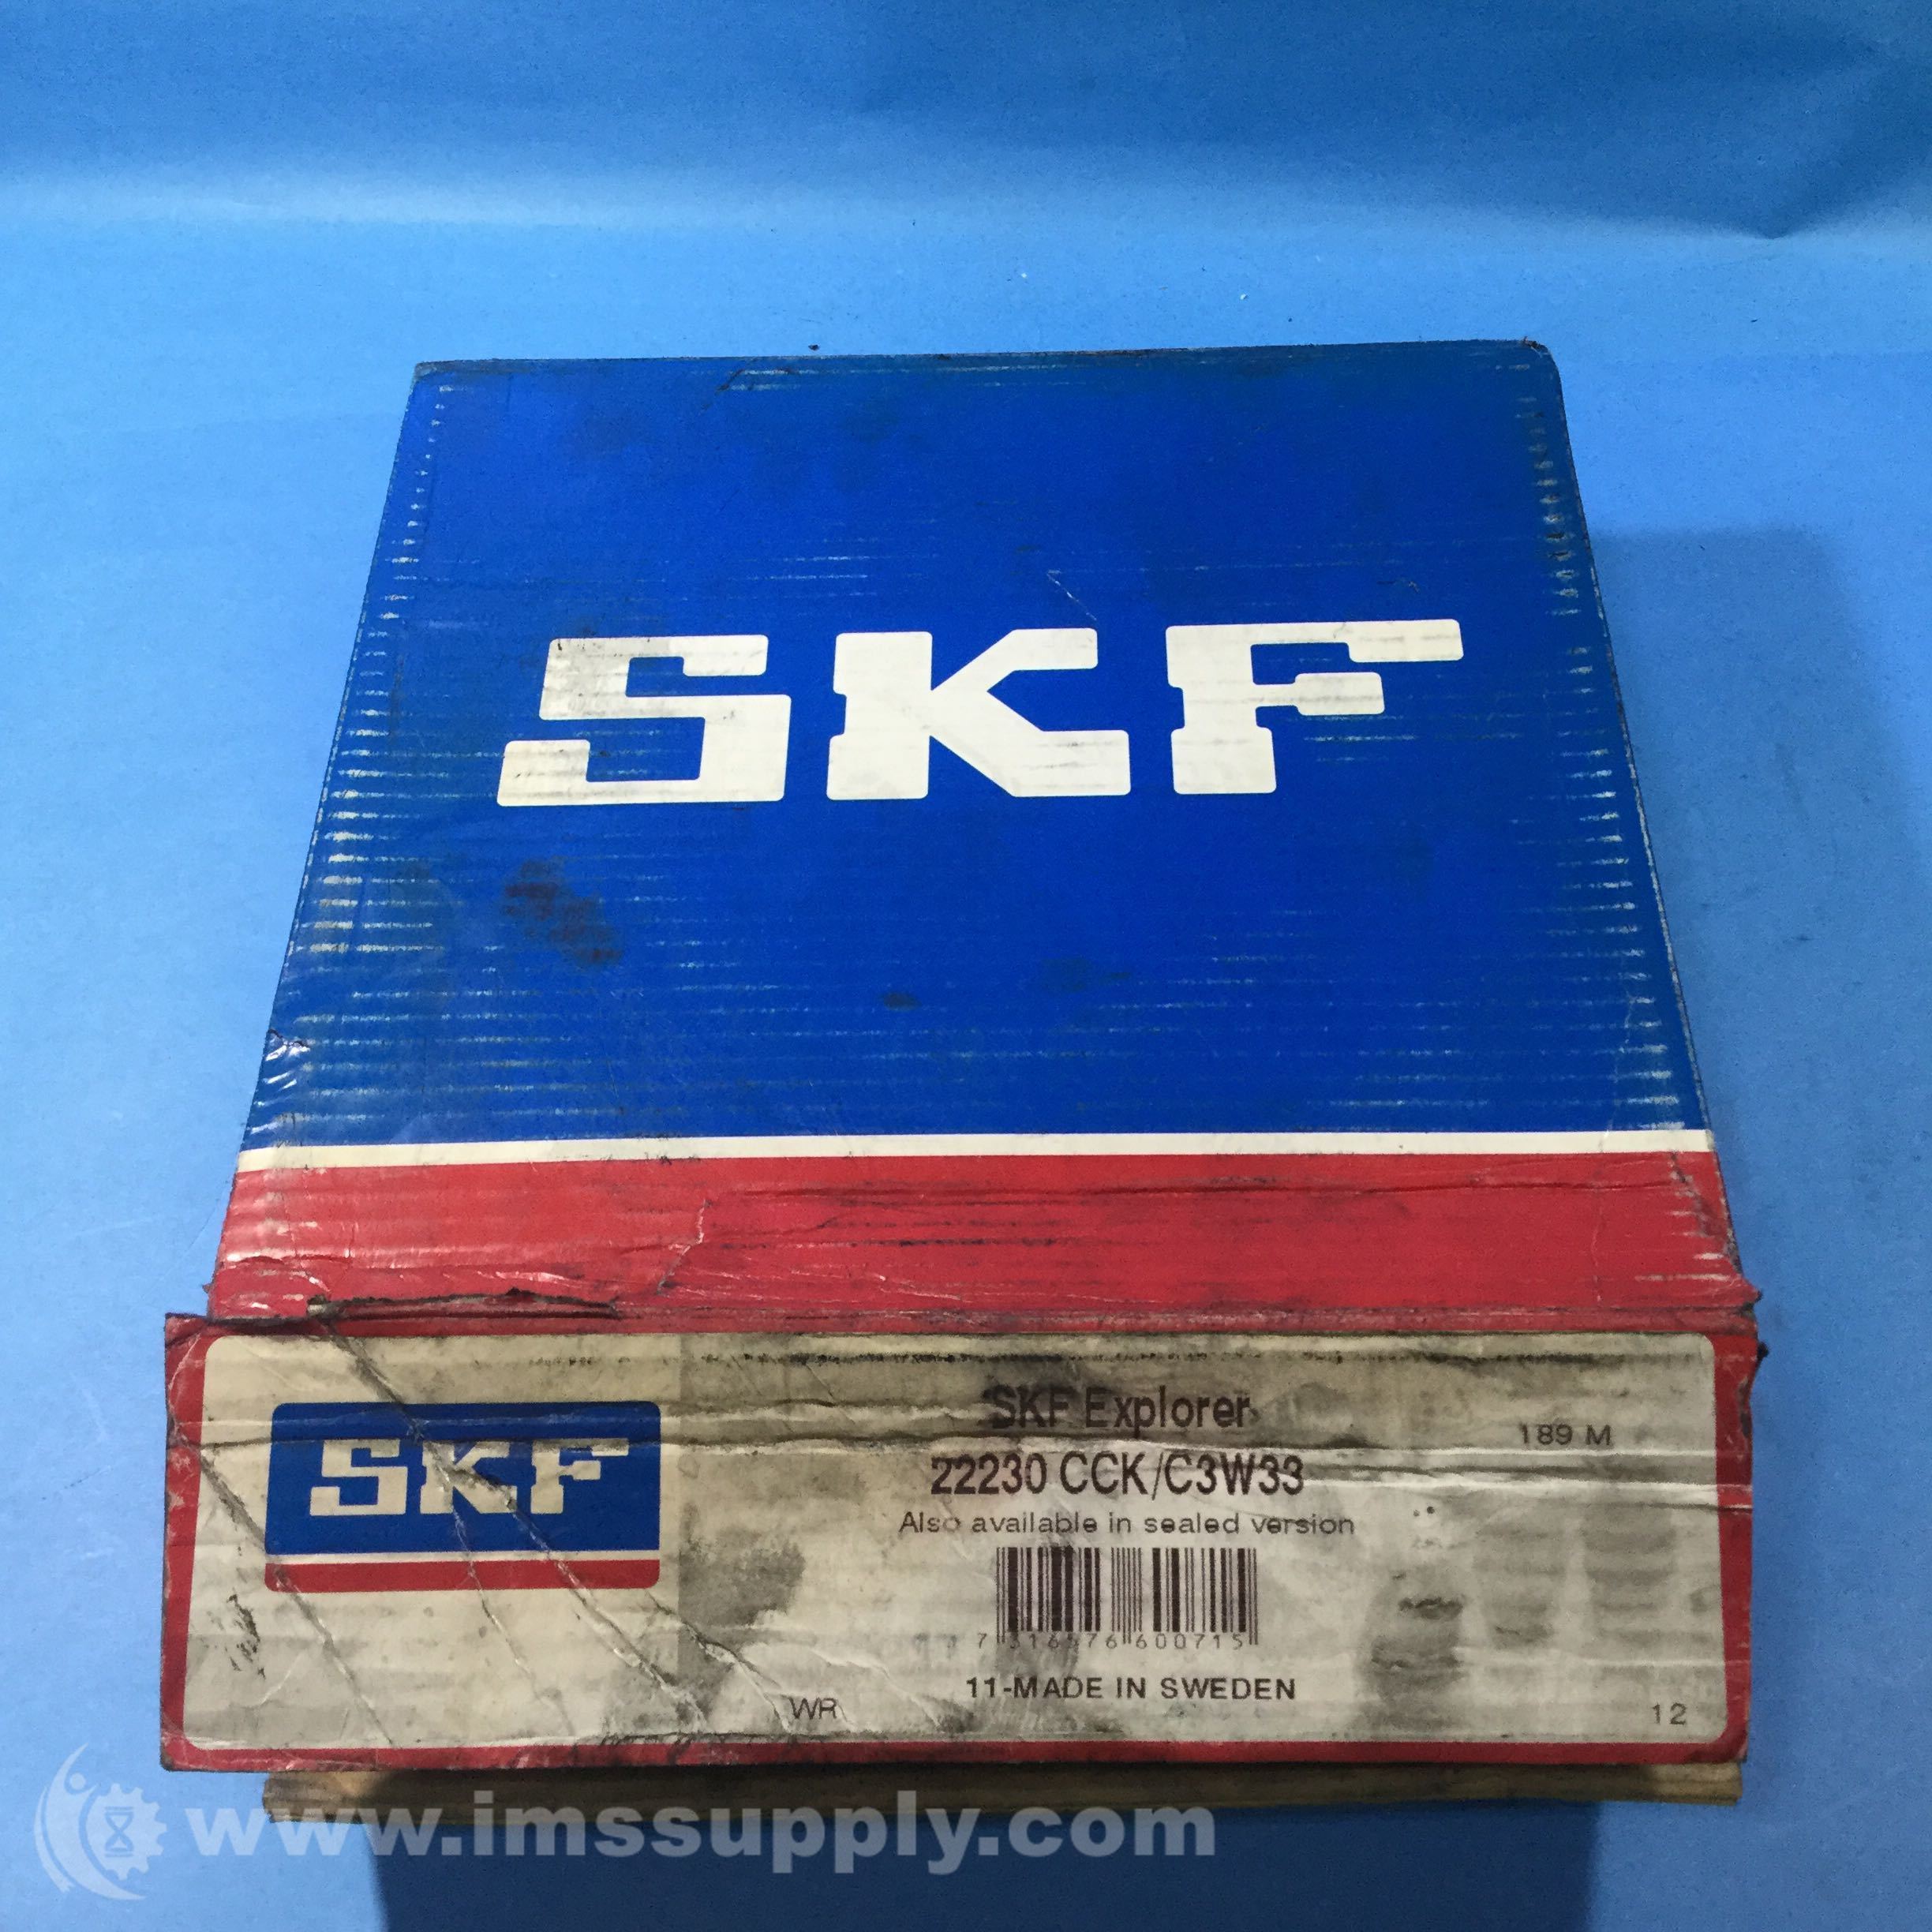 SKF
SKF
SKF Explorer
189 M
22230 CCK/C3W33
Also available in sealed version
7 316576 600715
11-MADE IN SWEDEN
WR
12
www.imssupply.com